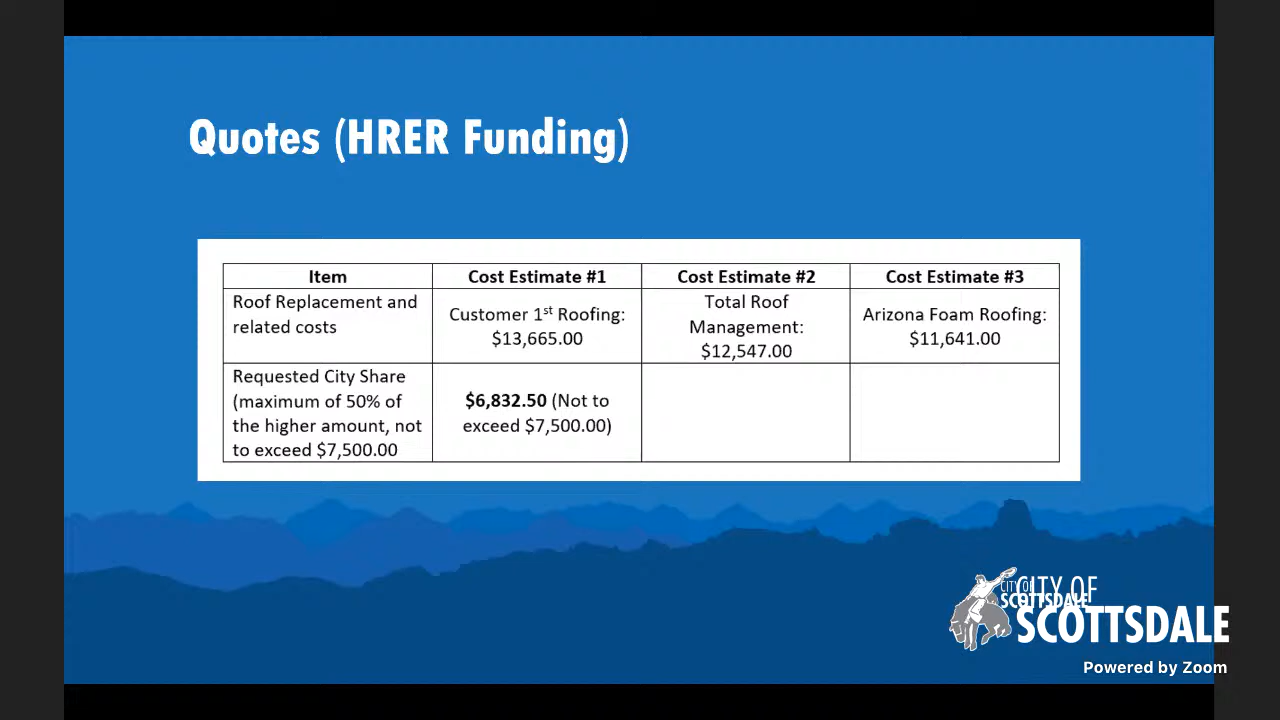 Quotes (HRER Funding)
Item
Cost Estimate #1
Cost Estimate #2
Cost Estimate #3
Roof Replacement and
related costs
Customer 1st Roofing:
$13,665.00
Total Roof
Management:
$12,547.00
Arizona Foam Roofing:
$11,641.00
Requested City Share
(maximum of 50% of
the higher amount, not
to exceed $7,500.00
$6,832.50 (Not to
exceed $7,500.00)
CITY OF
SCOTTSDALE
CITY OF
SCOTTSDALE
Powered by Zoom